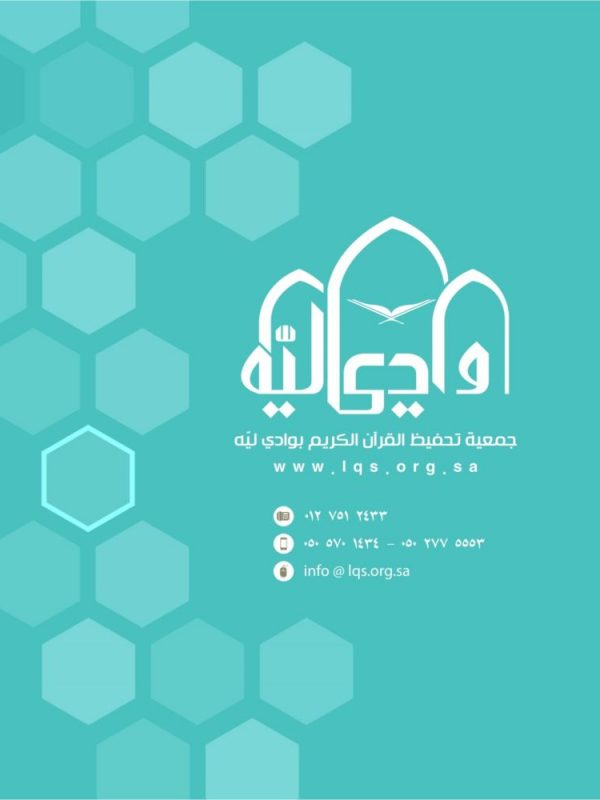 وادي ليّه
جمعية تحفيظ القرآن الكريم بوادي ليّه
www.lqs.org.sa
٠١٢ ٧٥١ ٢٤٣٣
٠٥٠ ٥٧٠ ١٤٣٤ – ٠٥٠ ٢٧٧ ٥٥٥٣
info @ lqs.org.sa